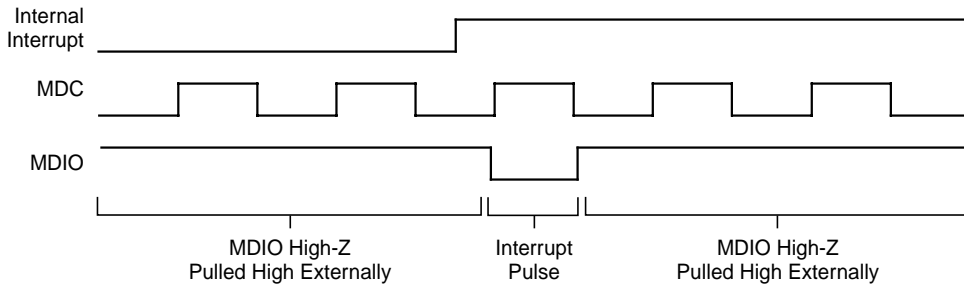 Internal
Interrupt
MDC
MDIO
MDIO High-Z
Pulled High Externally
Interrupt
Pulse
MDIO High-Z
Pulled High Externally